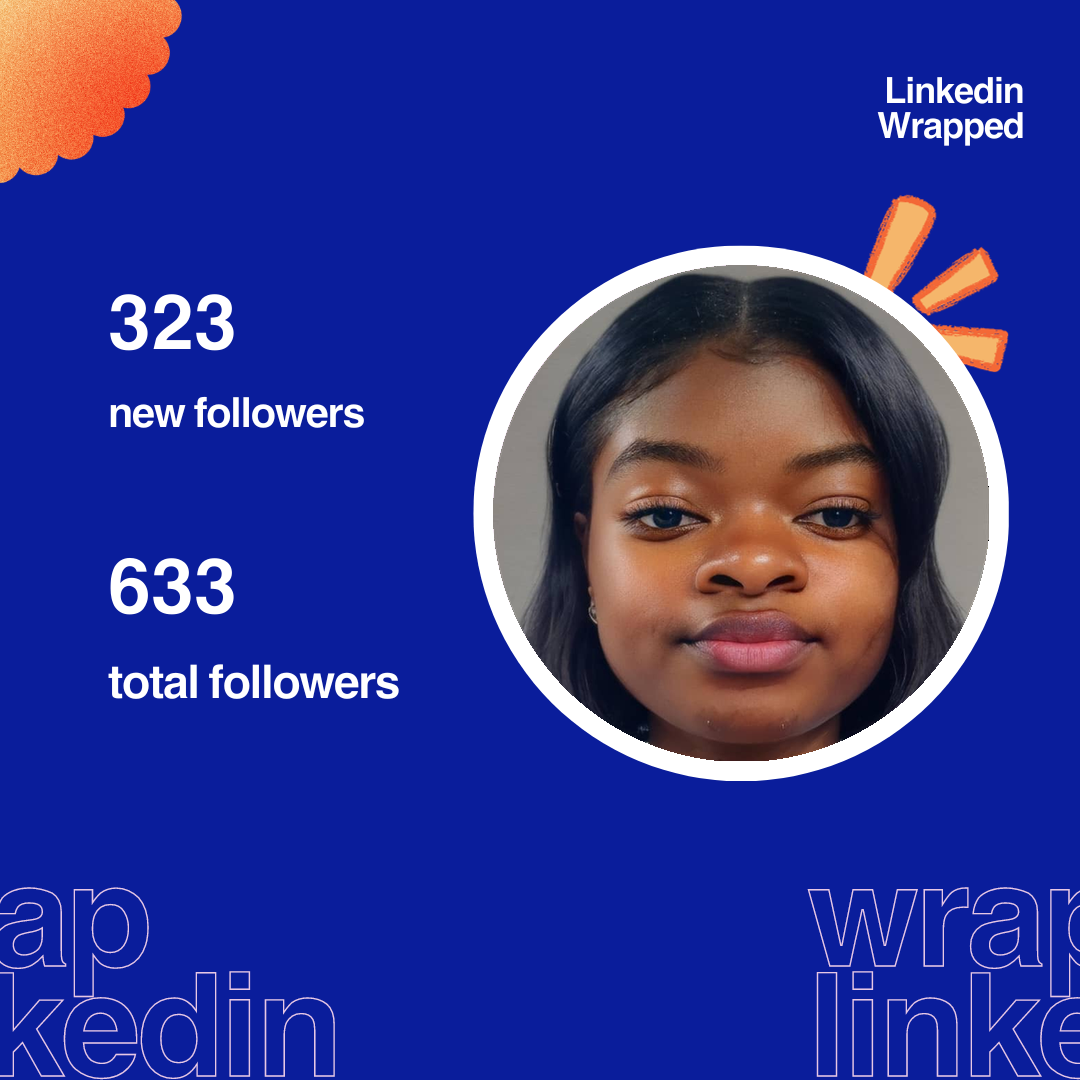 Linkedin
Wrapped
323
new followers
633
total followers
ap
kedin
wrap
linke